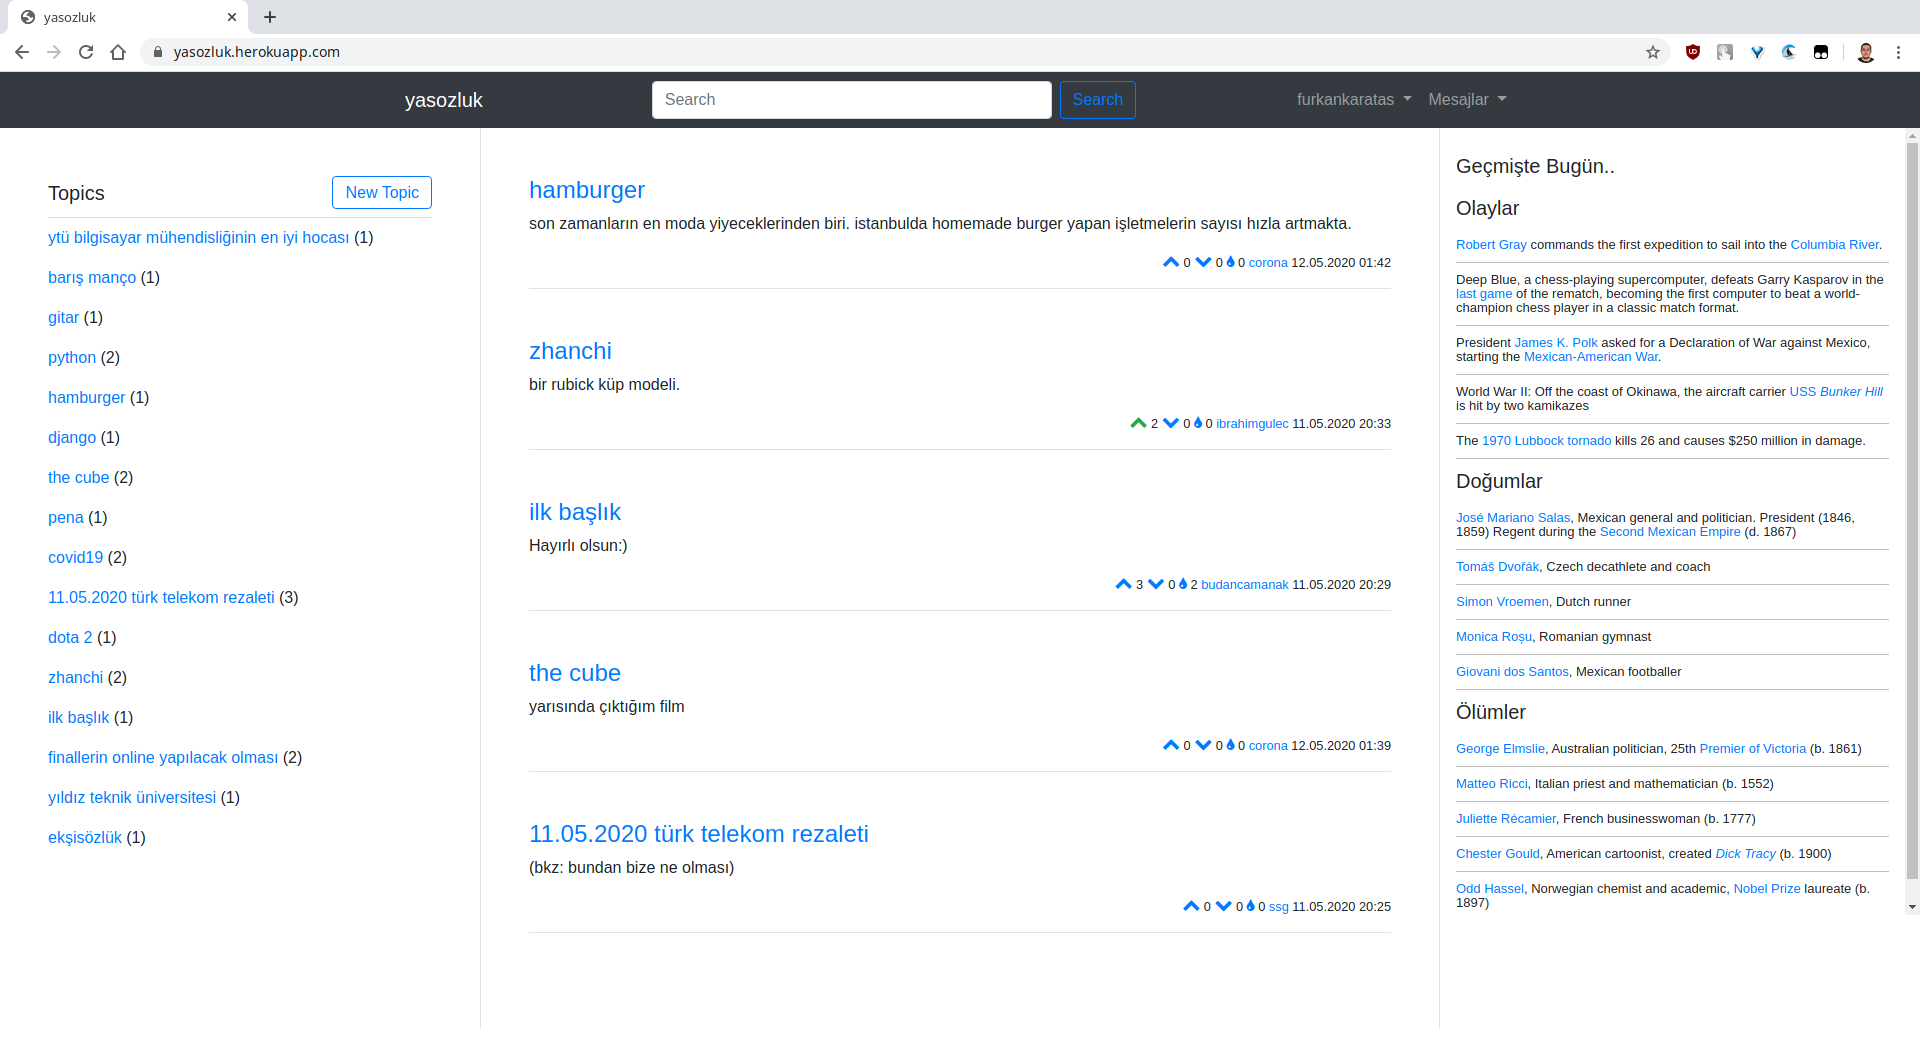 yasozluk
yasozluk.herokuapp.com
yasozluk
Search
Search
furkankaratas
Mesajlar
Topics
New Topic
ytü bilgisayar mühendisliğinin en iyi hocası (1)
barış manço (1)
gitar (1)
python (2)
hamburger (1)
django (1)
the cube (2)
pena (1)
covid19 (2)
11.05.2020 türk telekom rezaleti (3)
dota 2 (1)
zhanchi (2)
ilk başlık (1)
finallerin online yapılacak olması (2)
yıldız teknik üniversitesi (1)
ekşisözlük (1)
hamburger
son zamanların en moda yiyeceklerinden biri. istanbulda homemade burger yapan işletmelerin sayısı hızla artmakta.
0 0 0 corona 12.05.2020 01:42
zhanchi
bir rubick küp modeli.
2 0 0 ibrahimgulec 11.05.2020 20:33
ilk başlık
Hayırlı olsun:)
3 0 2 budancamanak 11.05.2020 20:29
the cube
yarısında çıktığım film
0 0 0 corona 12.05.2020 01:39
11.05.2020 türk telekom rezaleti
(bkz: bundan bize ne olması)
0 0 0 ssg 11.05.2020 20:25
Geçmişte Bugün..
Olaylar
Robert Gray commands the first expedition to sail into the Columbia River.
Deep Blue, a chess-playing supercomputer, defeats Garry Kasparov in the
last game of the rematch, becoming the first computer to beat a world-
champion chess player in a classic match format.
President James K. Polk asked for a Declaration of War against Mexico,
starting the Mexican-American War.
World War II: Off the coast of Okinawa, the aircraft carrier USS Bunker Hill
is hit by two kamikazes
The 1970 Lubbock tornado kills 26 and causes $250 million in damage.
Doğumlar
José Mariano Salas, Mexican general and politician. President (1846,
1859) Regent during the Second Mexican Empire (d. 1867)
Tomáš Dvořák, Czech decathlete and coach
Simon Vroemen, Dutch runner
Monica Roșu, Romanian gymnast
Giovani dos Santos, Mexican footballer
Ölümler
George Elmslie, Australian politician, 25th Premier of Victoria (b. 1861)
Matteo Ricci, Italian priest and mathematician (b. 1552)
Juliette Récamier, French businesswoman (b. 1777)
Chester Gould, American cartoonist, created Dick Tracy (b. 1900)
Odd Hassel, Norwegian chemist and academic, Nobel Prize laureate (b.
1897)